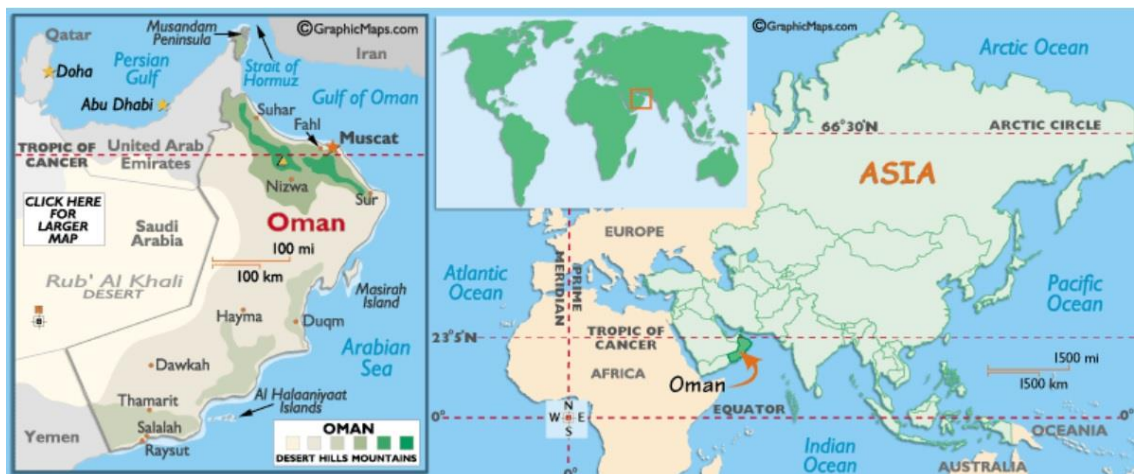 ©GraphicMaps.com
Qatar
Musandam
Peninsula
Iran
Persian
Gulf
Strait of
Hormuz
Doha
Abu Dhabi
Gulf of Oman
Suhar
Fahl
Muscat
TROPIC OF
CANCER
United Arab
Emirates
2
Nizwa
Sur
CLICK HERE
FOR
LARGER
MAP
Saudi
Arabia
Oman
100 mi
100 km
Rub' Al Khali
DESERT
Masirah
Island
Hayma
Duqm
Arabian
Sea
Dawkah
Al Halaaniyaat
Islands
Thamarit
Salalah
Raysut
Yemen
OMAN
DESERT HILLS MOUNTAINS
©GraphicMaps.com
Arctic Ocean
66°30'N
ARCTIC CIRCLE
ASIA
EUROPE
Atlantic
Ocean
PRIME
MERIDIAN
Pacific
Ocean
23°5'N
TROPIC OF
CANCER
AFRICA
Oman
1500 mi
1500 km
EQUATOR
0°
N
W E
S
0°
0°
Indian
Ocean
OCEANIA
AUSTRALIA